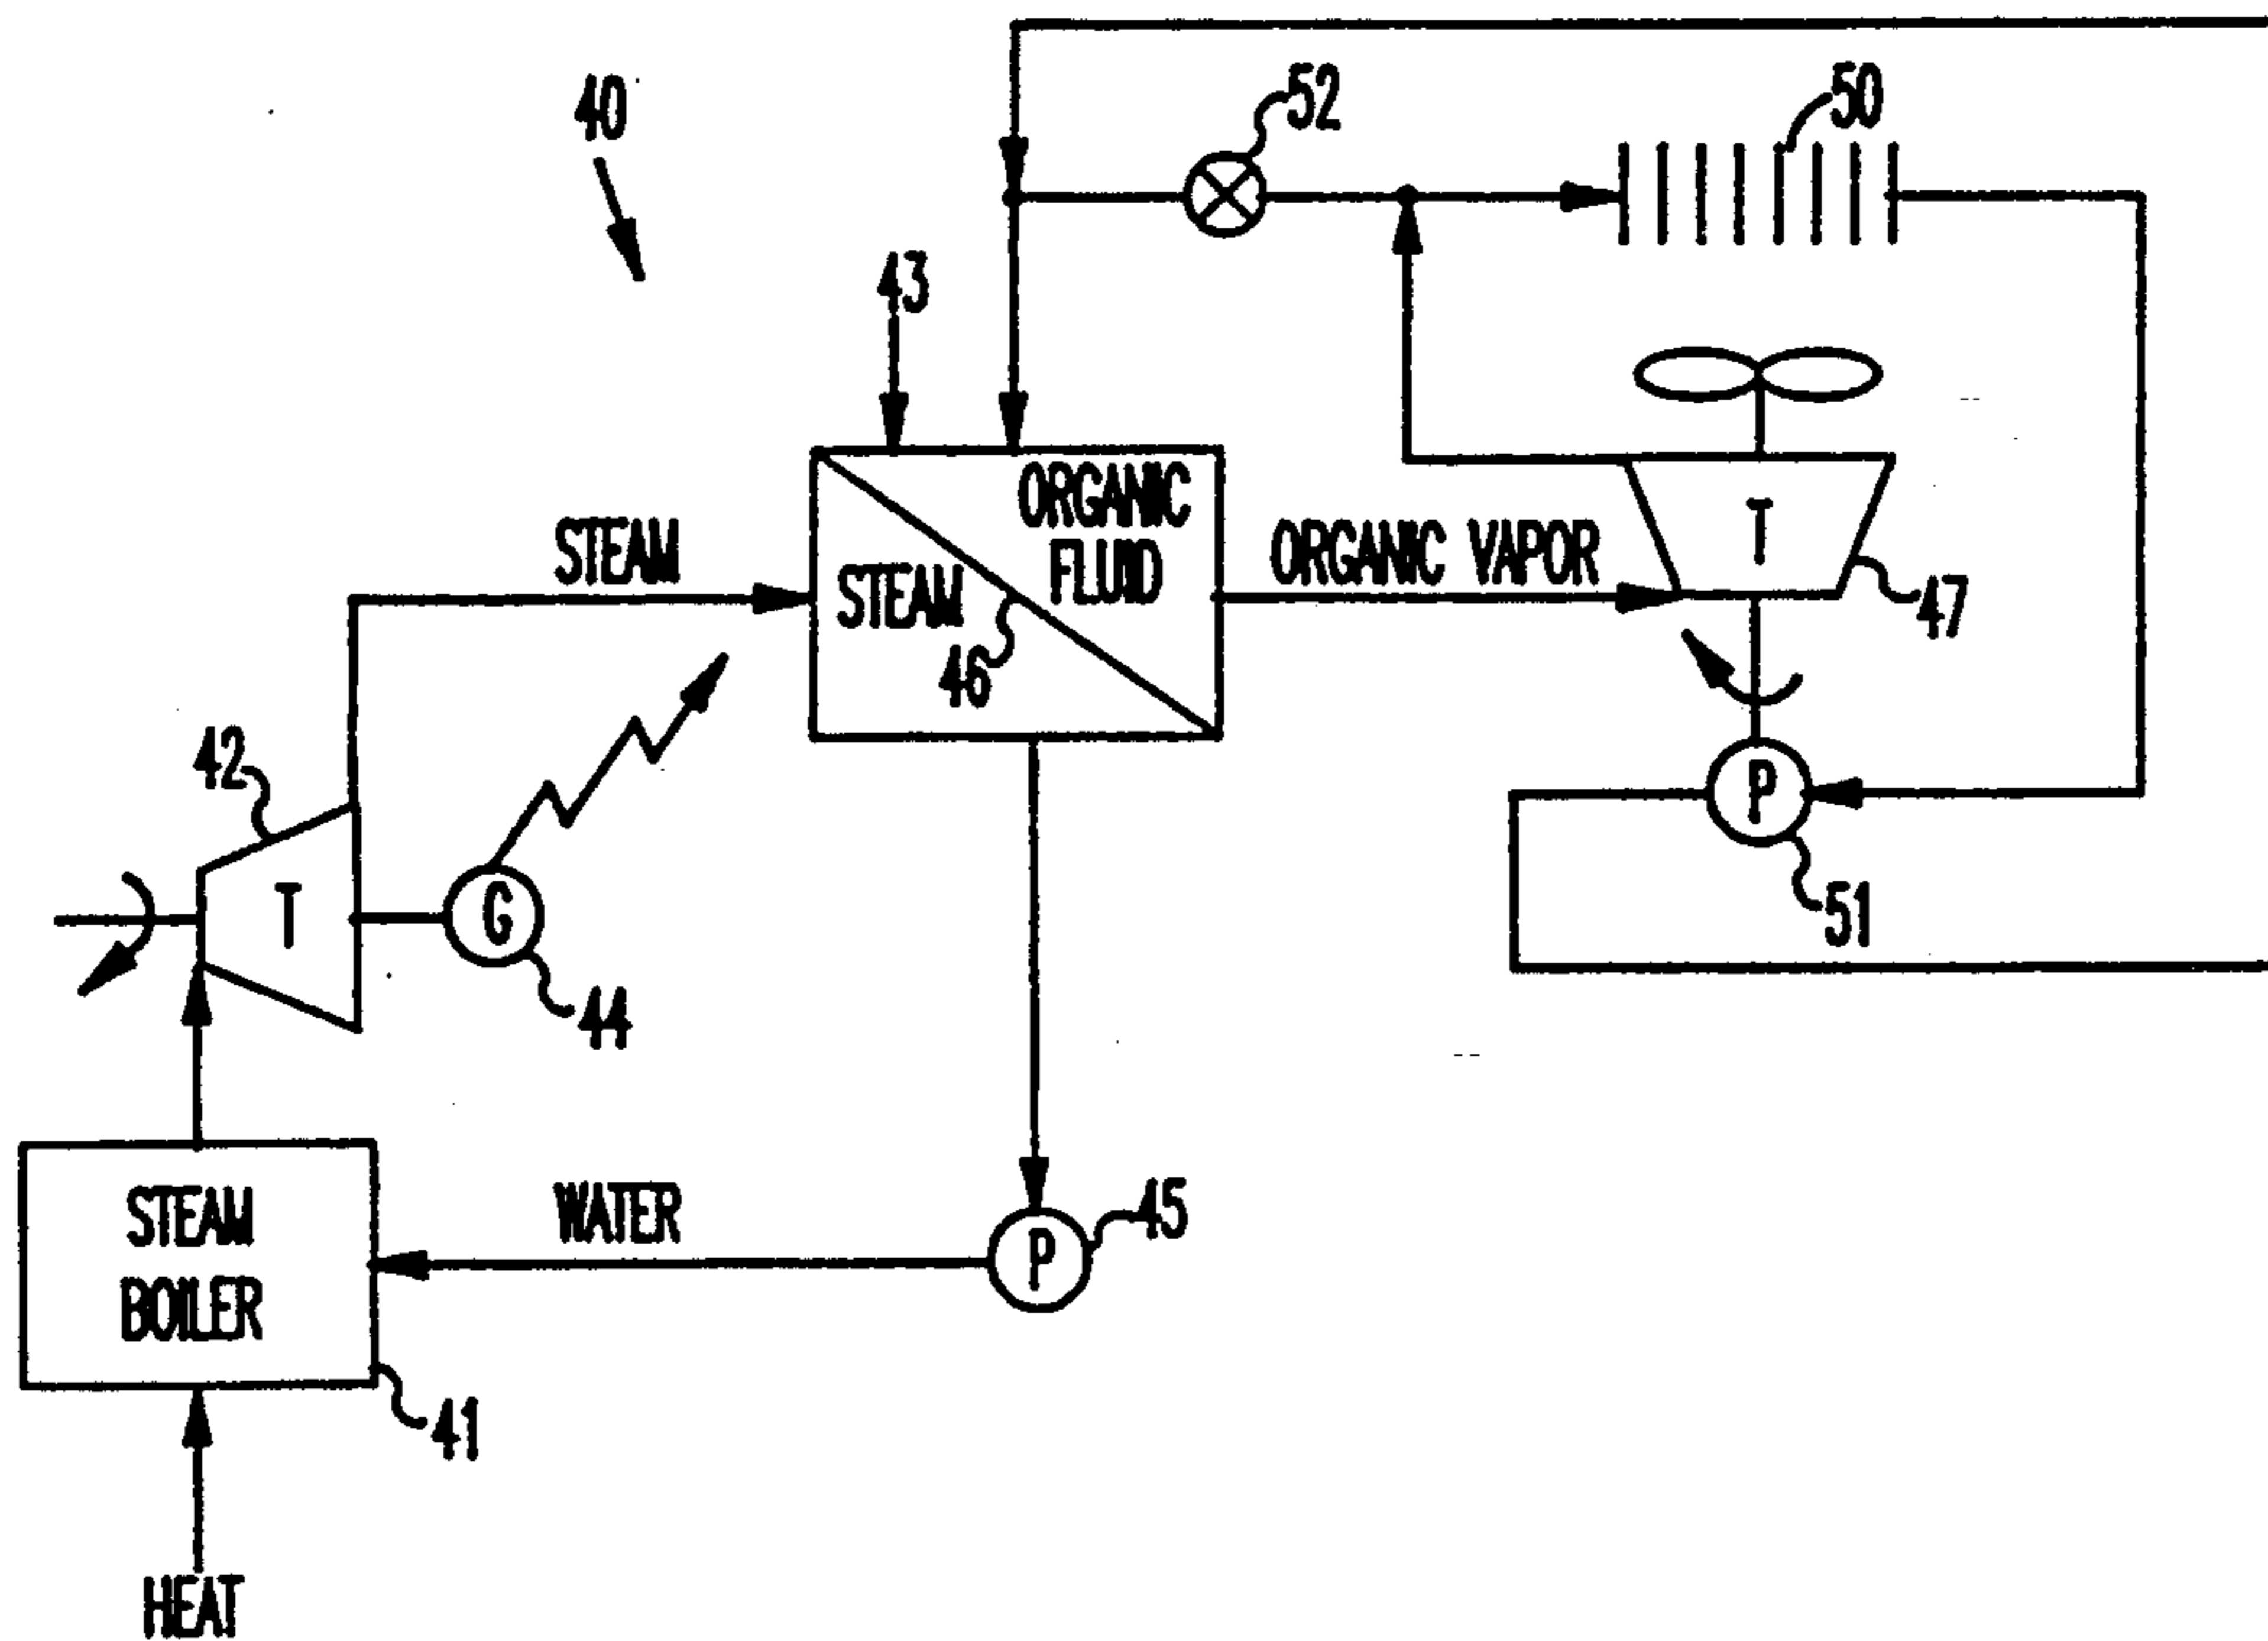 40
52
50
43
ORGANIC
FLUID
STEAM
STEAM
46
ORGANIC VAPOR
T
47
42
T
G
44
P
51
STEAM
BOILER
WATER
P
45
41
HEAT